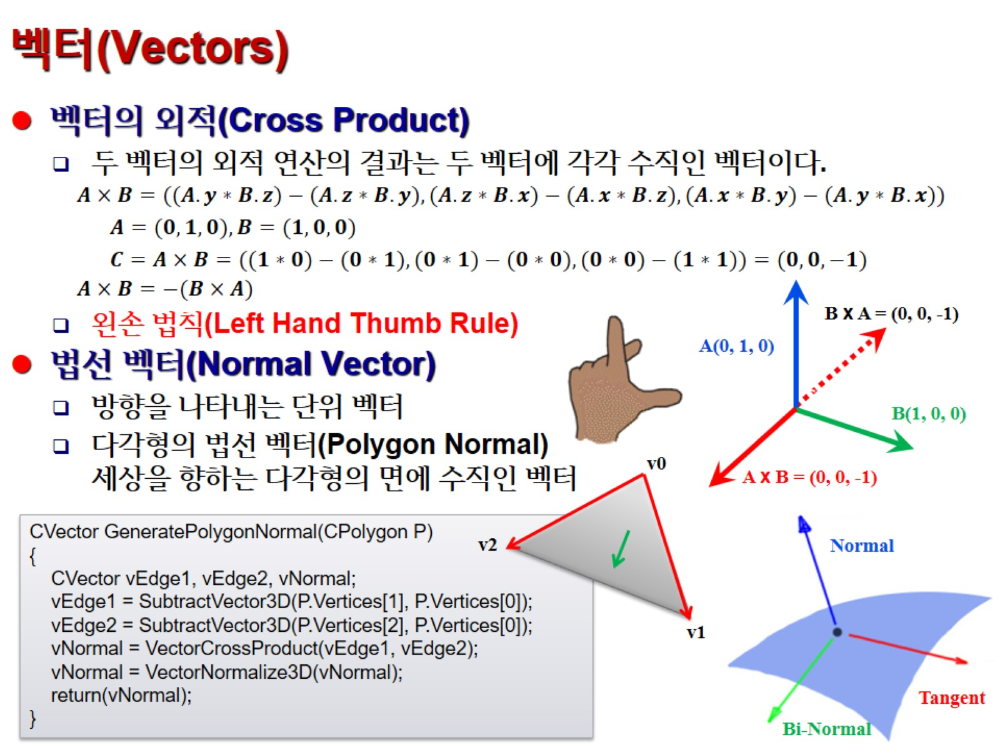 벡터(Vectors)
벡터의 외적(Cross Product)
두 벡터의 외적 연산의 결과는 두 벡터에 각각 수직인 벡터이다.
A × B = ((A.y * B.z) − (A.z * B.y), (A.z * B.x) − (A.x * B.z), (A.x * B.y) − (A.y * B.x))
A = (0, 1, 0), B = (1, 0, 0)
C = A × B = ((1 * 0) − (0 * 1), (0 * 1) − (0 * 0), (0 * 0) − (1 * 1)) = (0, 0, −1)
A × B = −(B × A)
왼손 법칙(Left Hand Thumb Rule)
B x A = (0, 0, -1)
A(0, 1, 0)
B(1, 0, 0)
A x B = (0, 0, -1)
법선 벡터(Normal Vector)
방향을 나타내는 단위 벡터
다각형의 법선 벡터(Polygon Normal)
세상을 향하는 다각형의 면에 수직인 벡터
v0
v2
v1
CVector GeneratePolygonNormal(CPolygon P)
{
CVector vEdge1, vEdge2, vNormal;
vEdge1 = SubtractVector3D(P.Vertices[1], P.Vertices[0]);
vEdge2 = SubtractVector3D(P.Vertices[2], P.Vertices[0]);
vNormal = VectorCrossProduct(vEdge1, vEdge2);
vNormal = VectorNormalize3D(vNormal);
return(vNormal);
}
Normal
Tangent
Bi-Normal